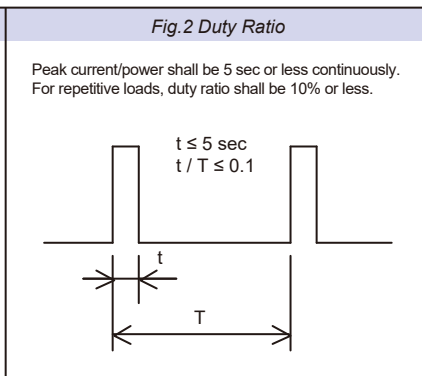 Fig.2 Duty Ratio
Peak current/power shall be 5 sec or less continuously.
For repetitive loads, duty ratio shall be 10% or less.
t ≤ 5 sec
t / T ≤ 0.1
t
T